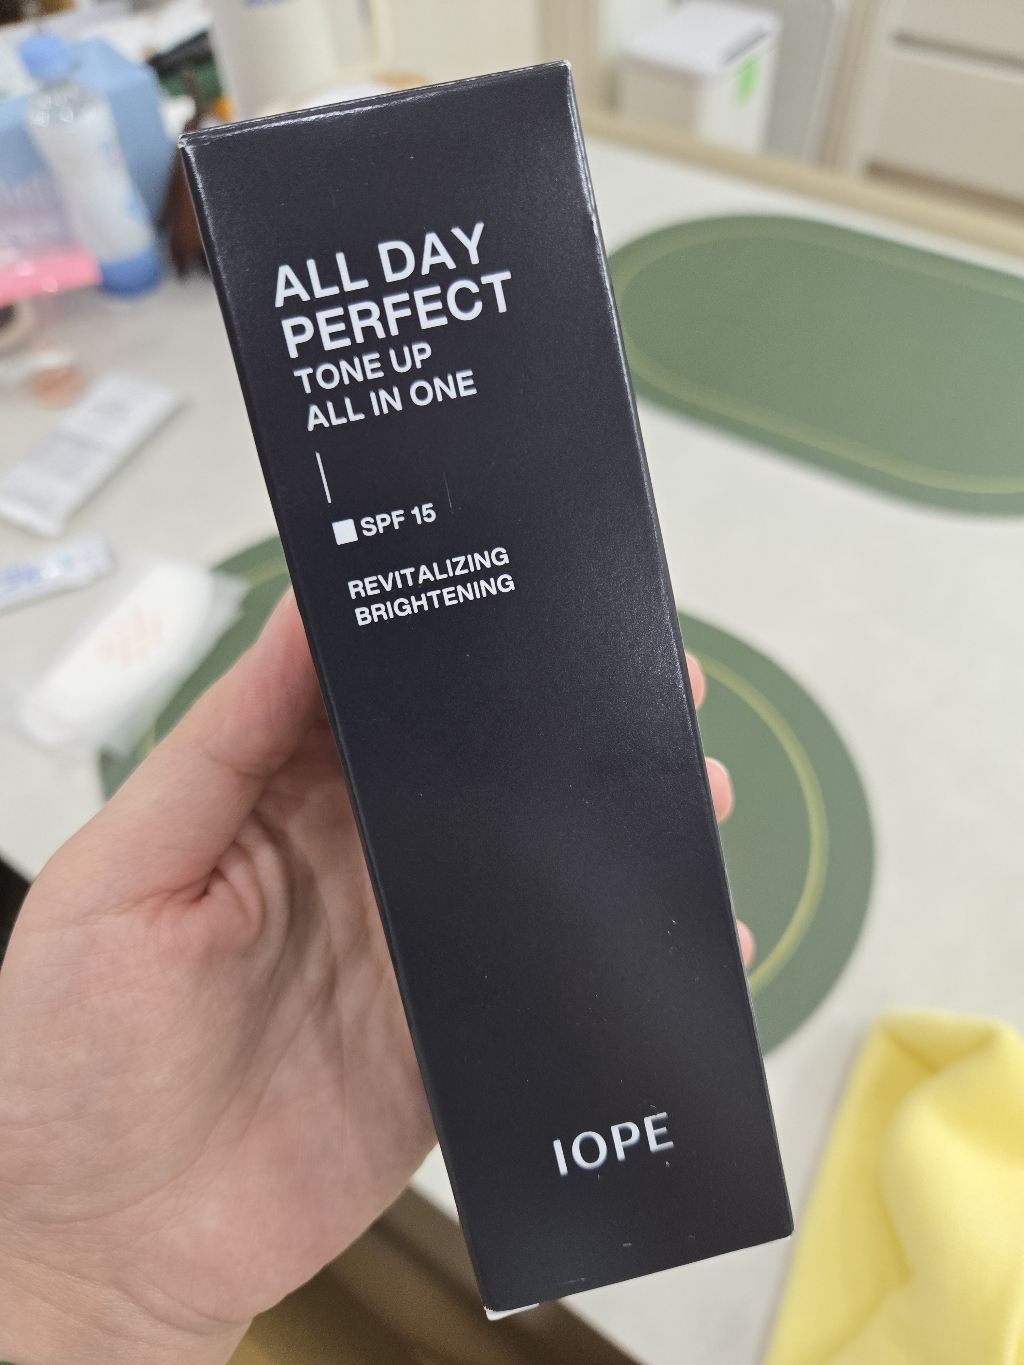 ALL DAY
PERFECT
TONE UP
ALL IN ONE
SPF 15
REVITALIZING
BRIGHTENING
IOPE